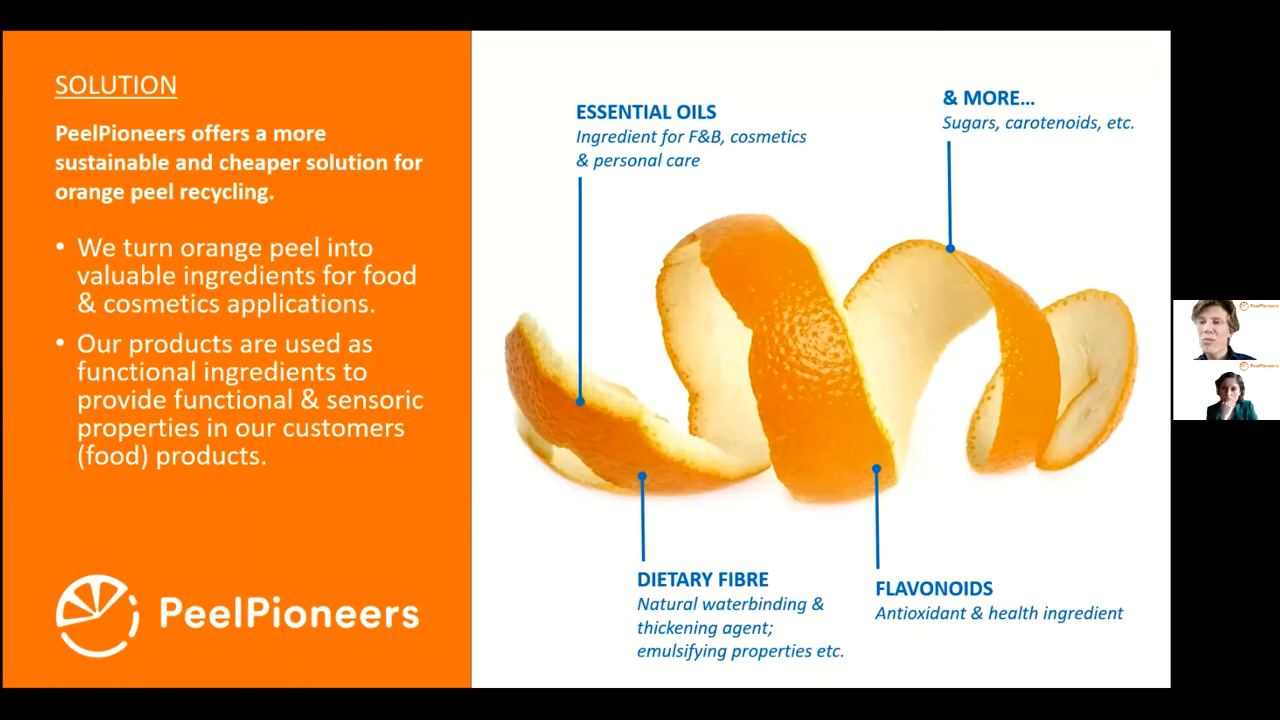 SOLUTION
PeelPioneers offers a more
sustainable and cheaper solution for
orange peel recycling.
• We turn orange peel into
valuable ingredients for food
& cosmetics applications.
• Our products are used as
functional ingredients to
provide functional & sensoric
properties in our customers
(food) products.
PeelPioneers
ESSENTIAL OILS
Ingredient for F&B, cosmetics
& personal care
& MORE...
Sugars, carotenoids, etc.
DIETARY FIBRE
Natural waterbinding &
thickening agent;
emulsifying properties etc.
FLAVONOIDS
Antioxidant & health ingredient
PeelPioneers
PeelPioneers